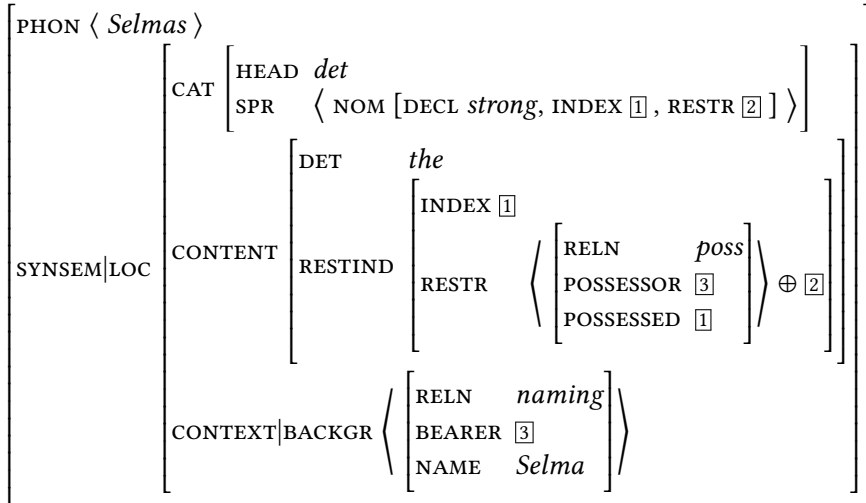 PHON ⟨ Selmas ⟩
HEAD det
CAT
SPR ⟨ NOM [DECL strong, INDEX 1 , RESTR 2 ] ⟩
DET the
INDEX 1
CONTENT
RESTIND
RELN poss
SYNSEM|LOC
RESTR ⟨ POSSESSOR 3 ⟩ ⊕ 2
POSSESSED 1
RELN naming
CONTEXT|BACKGR ⟨ BEARER 3 ⟩
NAME Selma